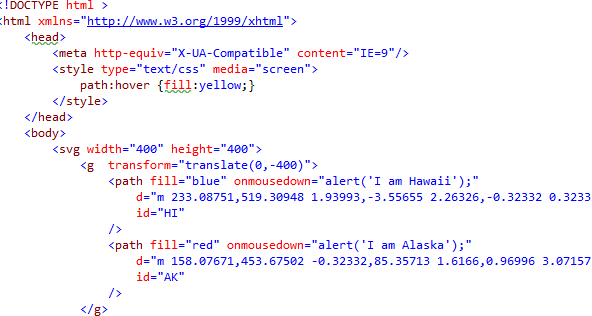 <!DOCTYPE html >
<html xmlns="http://www.w3.org/1999/xhtml">
<head>
<meta http-equiv="X-UA-Compatible" content="IE=9"/>
<style type="text/css" media="screen">
path:hover {fill:yellow;}
</style>
</head>
<body>
<svg width="400" height="400">
<g  transform="translate(0,-400)">
<path fill="blue" onmousedown="alert('I am Hawaii');"
d="m 233.08751,519.30948 1.93993,-3.55655 2.26326,-0.32332 0.3233
id="HI"
/>
<path fill="red" onmousedown="alert('I am Alaska');"
d="m 158.07671,453.67502 -0.32332,85.35713 1.6166,0.96996 3.07157
id="AK"
/>
</g>